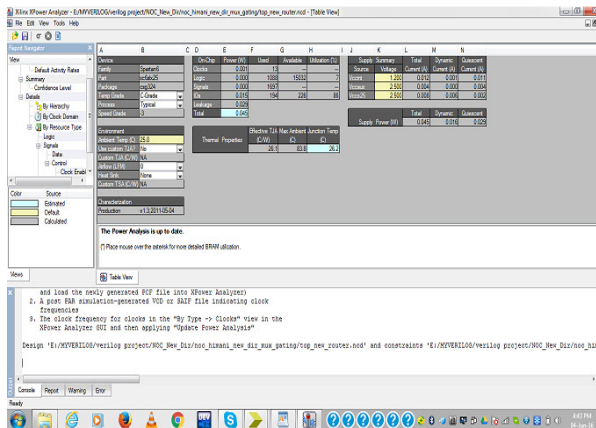 Xilinx XPower Analyzer - E:/MYVERILOG/verilog project/NOC_New_Dir/noc_himani_new_dir_mux_gating/top_new_router.ncd - [Table View]
File Edit View Tools Help
Report Navigator
View
Default Activity Rates
Summary
Confidence Level
Details
By Hierarchy
By Clock Domain
By Resource Type
Logic
Signals
Data
Control
Clock Enabl
Color Source
Estimated
Default
Calculated
Views
A B C D E F G H I J K L M N
Device
Family Spartan6
Part xc6slx25
Package csg324
Temp Grade C-Grade
Process Typical
Speed Grade -3
Environment
Ambient Temp (C) 25.0
Use custom TJA? No
Custom TJA (C/W) NA
Airflow (LFM) 0
Heat Sink None
Custom TSA (C/W) NA
Characterization
Production v1.3,2011-05-04
On-Chip Power (W) Used Available Utilization (%)
Clocks 0.001 13 --- ---
Logic 0.000 1088 15032 7
Signals 0.000 1697 --- ---
IOs 0.015 194 226 86
Leakage 0.029
Total 0.045
Effective TJA Max Ambient Junction Temp
Thermal Properties (C/W) (C) (C)
26.1 83.8 26.2
Supply Summary Total Dynamic Quiescent
Source Voltage Current (A) Current (A) Current (A)
Vccint 1.200 0.012 0.001 0.011
Vccaux 2.500 0.004 0.000 0.004
Vcco25 2.500 0.008 0.006 0.002
Total Dynamic Quiescent
Supply Power (W) 0.045 0.016 0.029
The Power Analysis is up to date.
(*) Place mouse over the asterisk for more detailed BRAM utilization.
Table View
and load the newly generated PCF file into XPower Analyzer)
2. A post PAR simulation-generated VCD or SAIF file indicating clock
frequencies
3. The clock frequency for clocks in the "By Type -> Clocks" view in the
XPower Analyzer GUI and then applying "Update Power Analysis"
Design 'E:/MYVERILOG/verilog project/NOC_New_Dir/noc_himani_new_dir_mux_gating/top_new_router.ncd' and constraints 'E:/MYVERILOG/verilog project/NOC_New_Dir/noc_hi
Output
Console Report Warning Error
Ready
4:43 PM